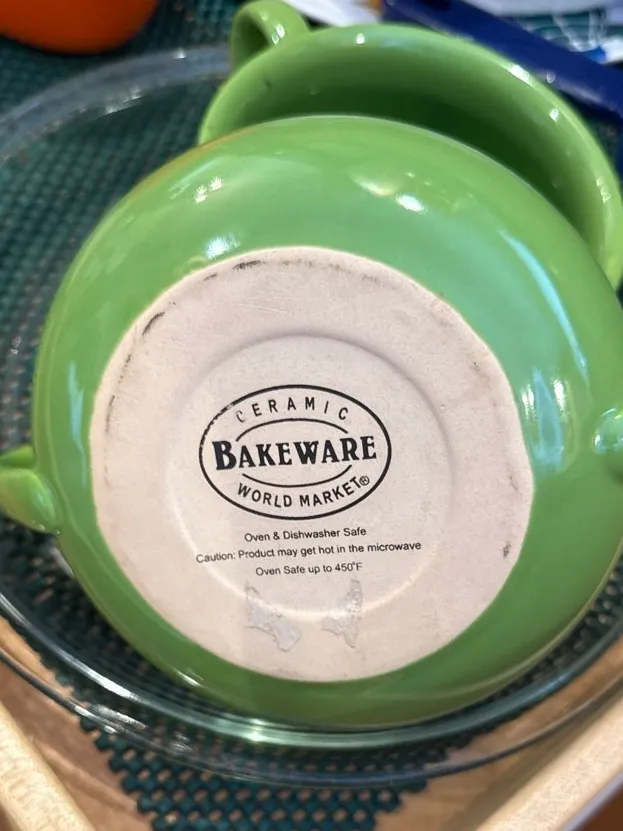 CERAMIC
BAKEWARE
WORLD MARKET®
Oven & Dishwasher Safe
Caution: Product may get hot in the microwave
Oven Safe up to 450°F